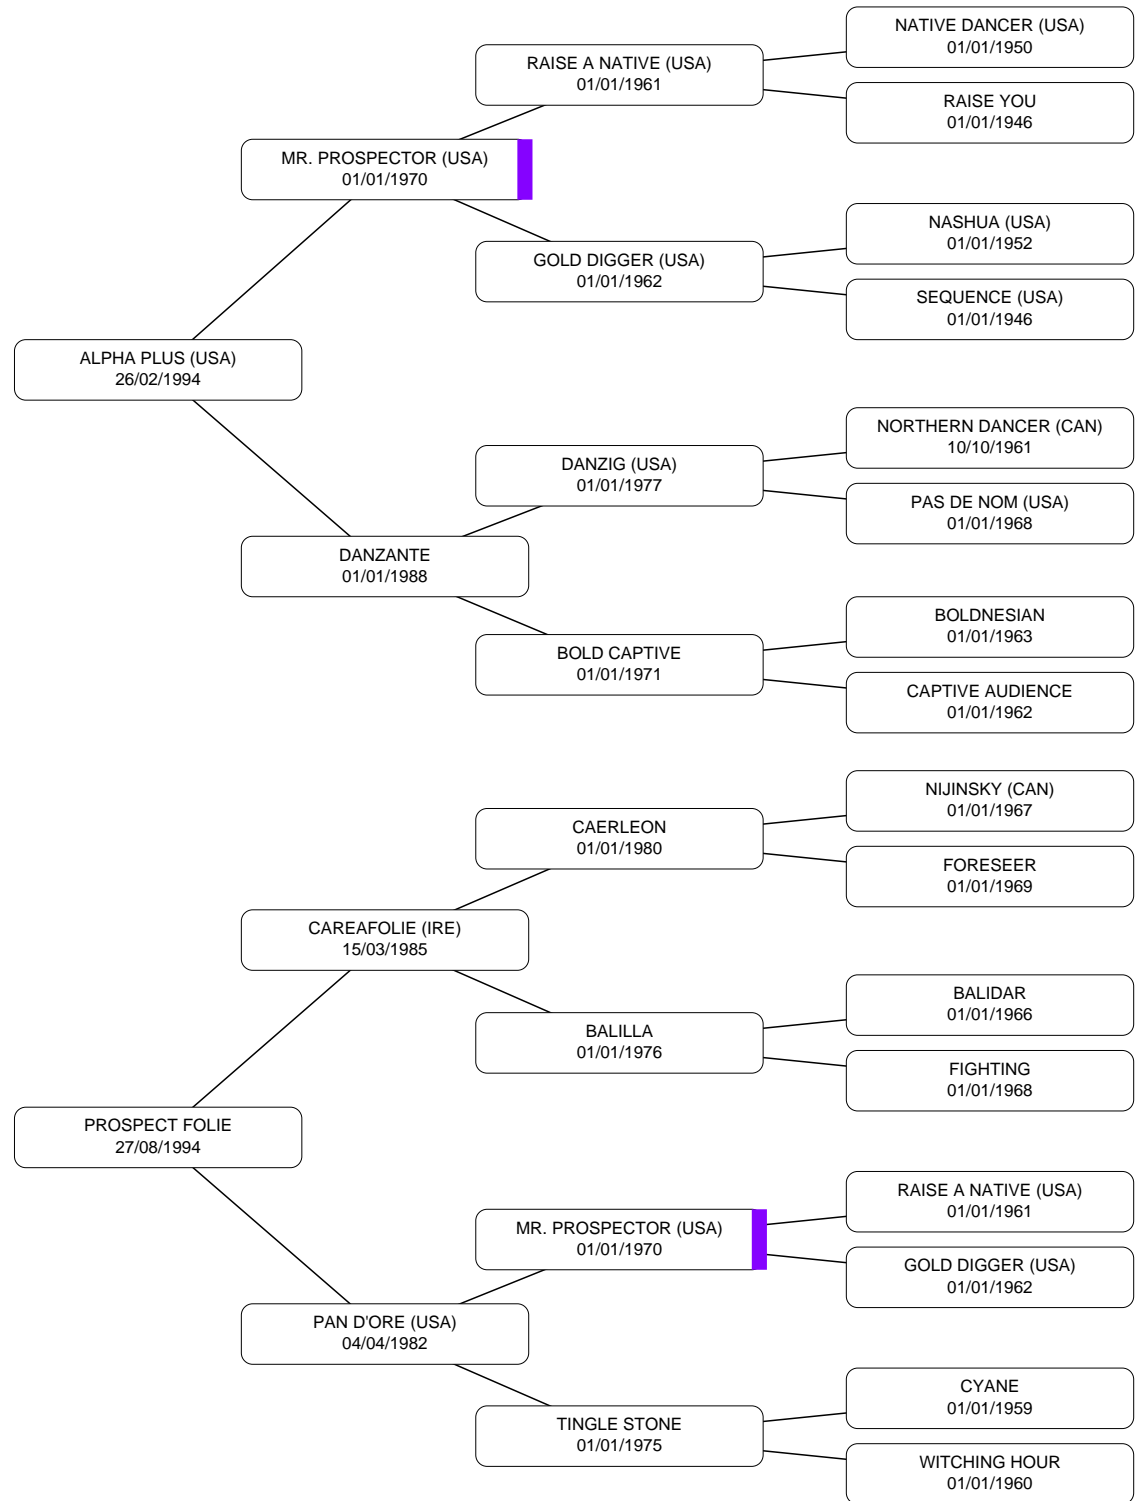 NATIVE DANCER (USA)
01/01/1950
RAISE A NATIVE (USA)
01/01/1961
RAISE YOU
01/01/1946
MR. PROSPECTOR (USA)
01/01/1970
NASHUA (USA)
01/01/1952
GOLD DIGGER (USA)
01/01/1962
SEQUENCE (USA)
01/01/1946
ALPHA PLUS (USA)
26/02/1994
NORTHERN DANCER (CAN)
10/10/1961
DANZIG (USA)
01/01/1977
PAS DE NOM (USA)
01/01/1968
DANZANTE
01/01/1988
BOLDNESIAN
01/01/1963
BOLD CAPTIVE
01/01/1971
CAPTIVE AUDIENCE
01/01/1962
NIJINSKY (CAN)
01/01/1967
CAERLEON
01/01/1980
FORESEER
01/01/1969
CAREAFOLIE (IRE)
15/03/1985
BALIDAR
01/01/1966
BALILLA
01/01/1976
FIGHTING
01/01/1968
PROSPECT FOLIE
27/08/1994
RAISE A NATIVE (USA)
01/01/1961
MR. PROSPECTOR (USA)
01/01/1970
GOLD DIGGER (USA)
01/01/1962
PAN D'ORE (USA)
04/04/1982
CYANE
01/01/1959
TINGLE STONE
01/01/1975
WITCHING HOUR
01/01/1960